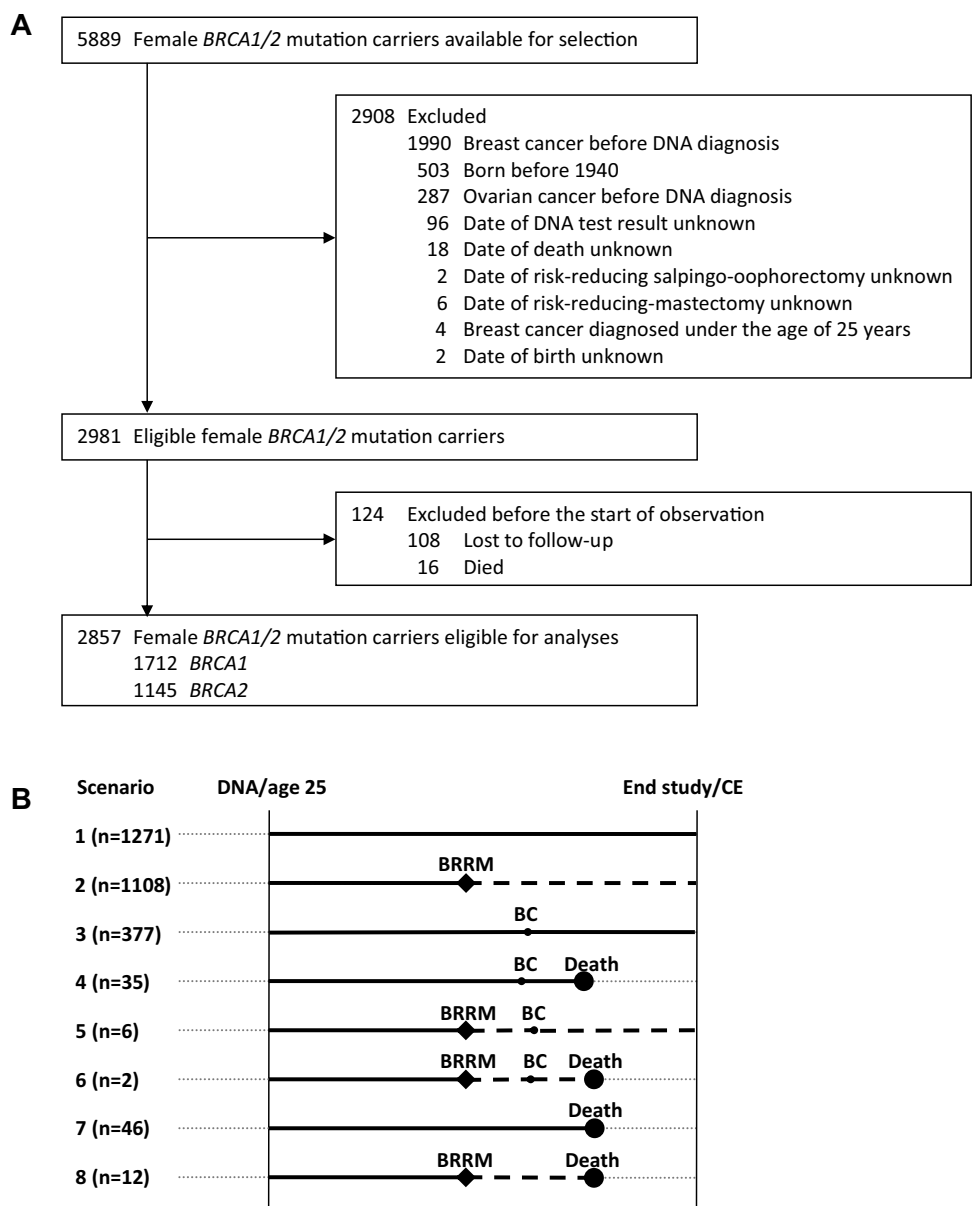 A
5889 Female BRCA1/2 mutation carriers available for selection
2908 Excluded
1990 Breast cancer before DNA diagnosis
503 Born before 1940
287 Ovarian cancer before DNA diagnosis
96 Date of DNA test result unknown
18 Date of death unknown
2 Date of risk-reducing salpingo-oophorectomy unknown
6 Date of risk-reducing-mastectomy unknown
4 Breast cancer diagnosed under the age of 25 years
2 Date of birth unknown
2981 Eligible female BRCA1/2 mutation carriers
124 Excluded before the start of observation
108 Lost to follow-up
16 Died
2857 Female BRCA1/2 mutation carriers eligible for analyses
1712 BRCA1
1145 BRCA2
B
Scenario DNA/age 25 End study/CE
1 (n=1271)
BRRM
2 (n=1108)
BC
3 (n=377)
BC Death
4 (n=35)
BRRM BC
5 (n=6)
BRRM BC Death
6 (n=2)
Death
7 (n=46)
BRRM Death
8 (n=12)